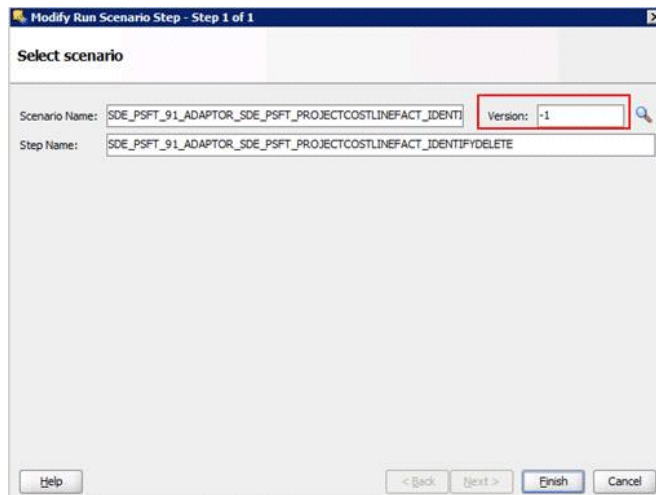 Modify Run Scenario Step - Step 1 of 1
Select scenario
Scenario Name: SDE_PSFT_91_ADAPTOR_SDE_PSFT_PROJECTCOSTLINEFACT_IDENTI Version: -1
Step Name: SDE_PSFT_91_ADAPTOR_SDE_PSFT_PROJECTCOSTLINEFACT_IDENTIFYDELETE
Help < Back Next > Finish Cancel